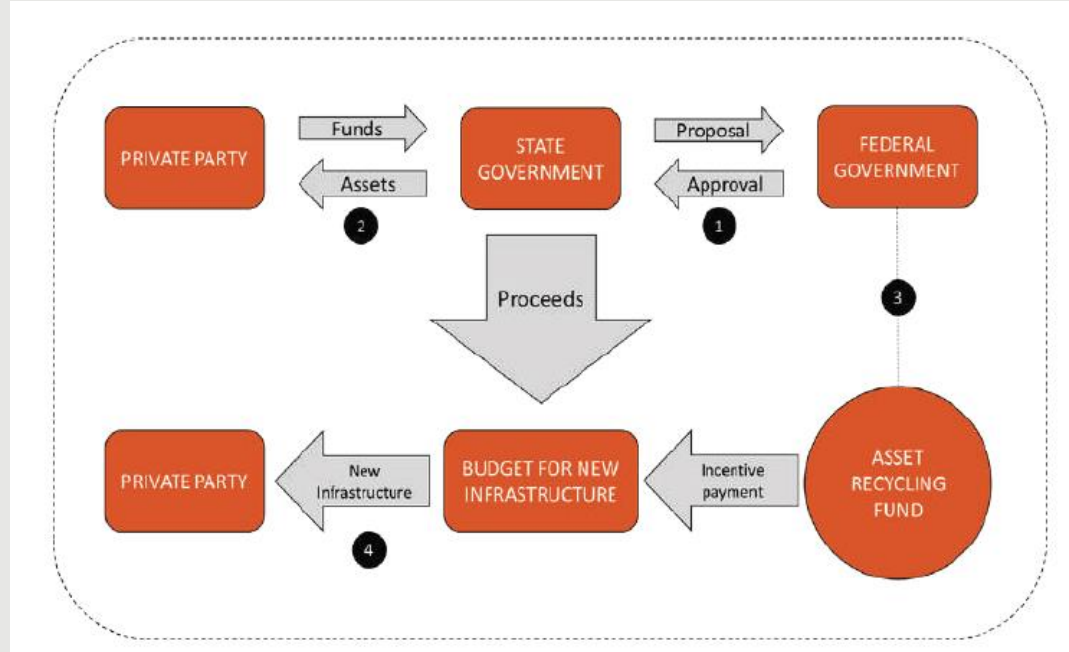 Funds
Proposal
PRIVATE PARTY
STATE
GOVERNMENT
FEDERAL
GOVERNMENT
Assets
Approval
2
1
Proceeds
3
PRIVATE PARTY
New
Infrastructure
BUDGET FOR NEW
INFRASTRUCTURE
Incentive
payment
ASSET
RECYCLING
FUND
4